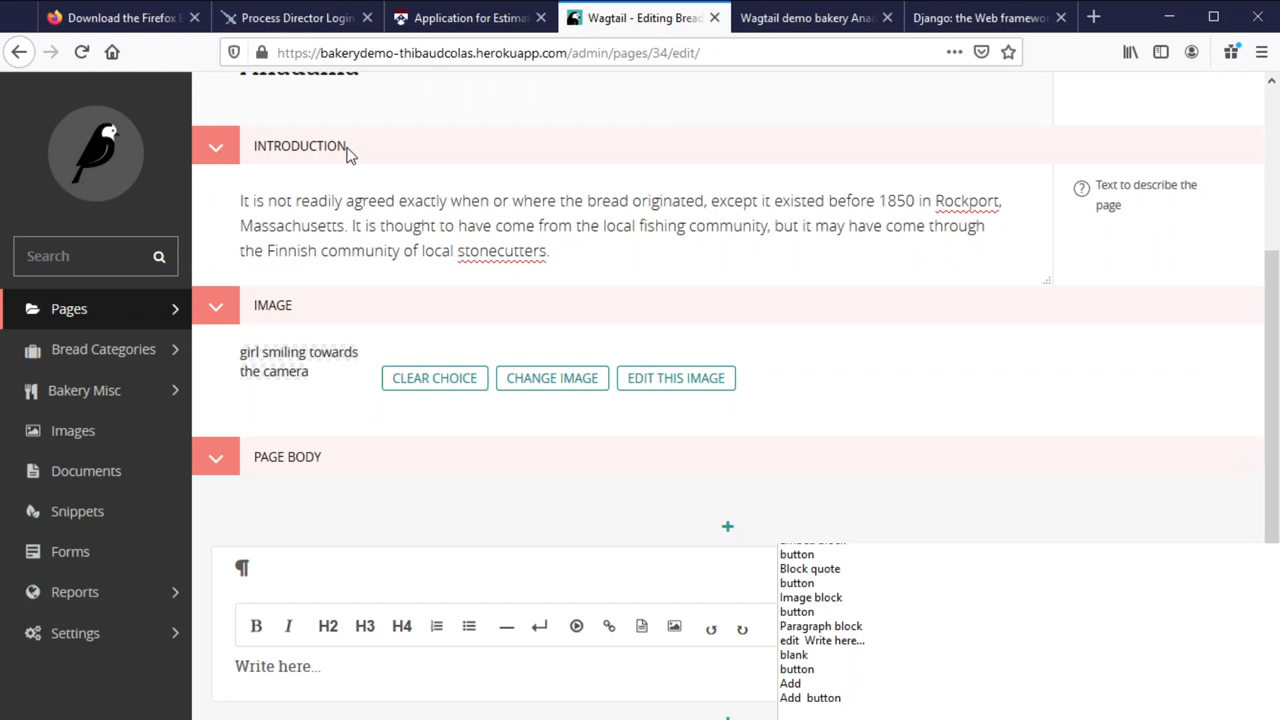 Download the Firefox
Process Director Login
Application for Estimat
Wagtail - Editing Brea
Wagtail demo bakery Ana
Django: the Web framewor
https://bakerydemo-thibaudcolas.herokuapp.com/admin/pages/34/edit/
Search
Pages
Bread Categories
Bakery Misc
Images
Documents
Snippets
Forms
Reports
Settings
Anadama
INTRODUCTION
It is not readily agreed exactly when or where the bread originated, except it existed before 1850 in Rockport,
Massachusetts. It is thought to have come from the local fishing community, but it may have come through
the Finnish community of local stonecutters.
Text to describe the
page
IMAGE
girl smiling towards
the camera
CLEAR CHOICE
CHANGE IMAGE
EDIT THIS IMAGE
PAGE BODY
¶
B I H2 H3 H4
Write here…
button
Block quote
button
Image block
button
Paragraph block
edit Write here...
blank
button
Add
Add button